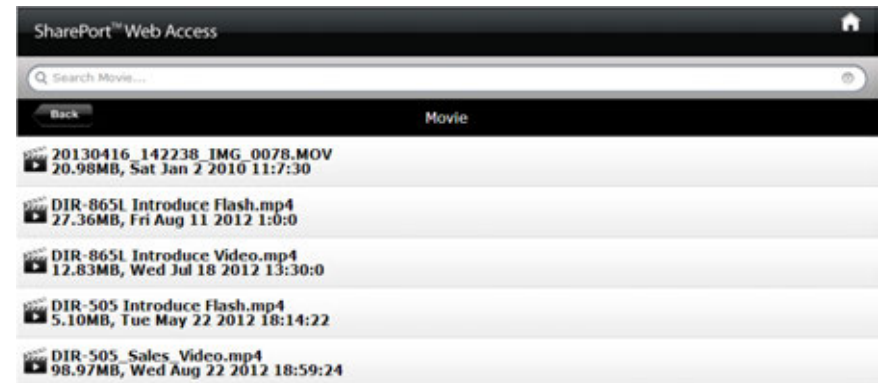 SharePort™ Web Access
Search Movie...
Back
Movie
20130416_142238_IMG_0078.MOV
20.98MB, Sat Jan 2 2010 11:7:30
DIR-865L Introduce Flash.mp4
27.36MB, Fri Aug 11 2012 1:0:0
DIR-865L Introduce Video.mp4
12.83MB, Wed Jul 18 2012 13:30:0
DIR-505 Introduce Flash.mp4
5.10MB, Tue May 22 2012 18:14:22
DIR-505_Sales_Video.mp4
98.97MB, Wed Aug 22 2012 18:59:24